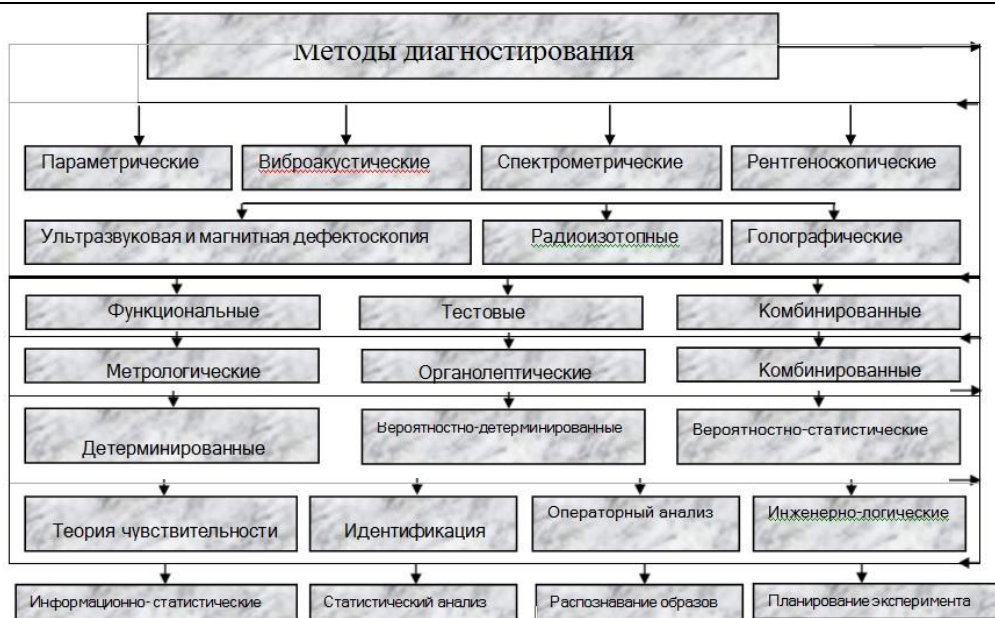 Методы диагностирования
Параметрические
Виброакустические
Спектрометрические
Рентгеноскопические
Ультразвуковая и магнитная дефектоскопия
Радиоизотопные
Голографические
Функциональные
Тестовые
Комбинированные
Метрологические
Органолептические
Комбинированные
Детерминированные
Вероятностно-детерминированные
Вероятностно-статистические
Теория чувствительности
Идентификация
Операторный анализ
Инженерно-логические
Информационно-статистические
Статистический анализ
Распознавание образов
Планирование эксперимента